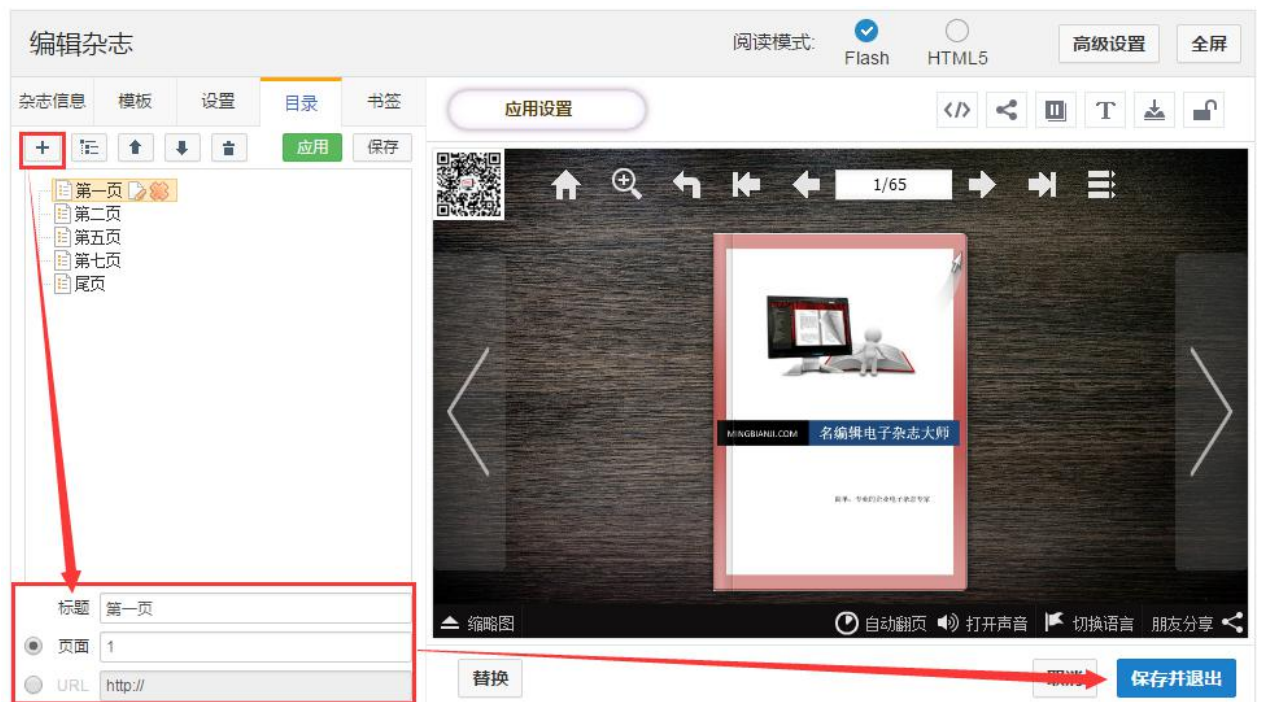 编辑杂志
阅读模式:
Flash
HTML5
高级设置
全屏
杂志信息
模板
设置
目录
书签
应用
保存
第一页
第二页
第五页
第七页
尾页
标题 第一页
页面 1
URL http://
应用设置
1/65
MINGBIANJI.COM 名编辑电子杂志大师
缩略图
自动翻页
打开声音
切换语言
朋友分享
替换
取消
保存并退出